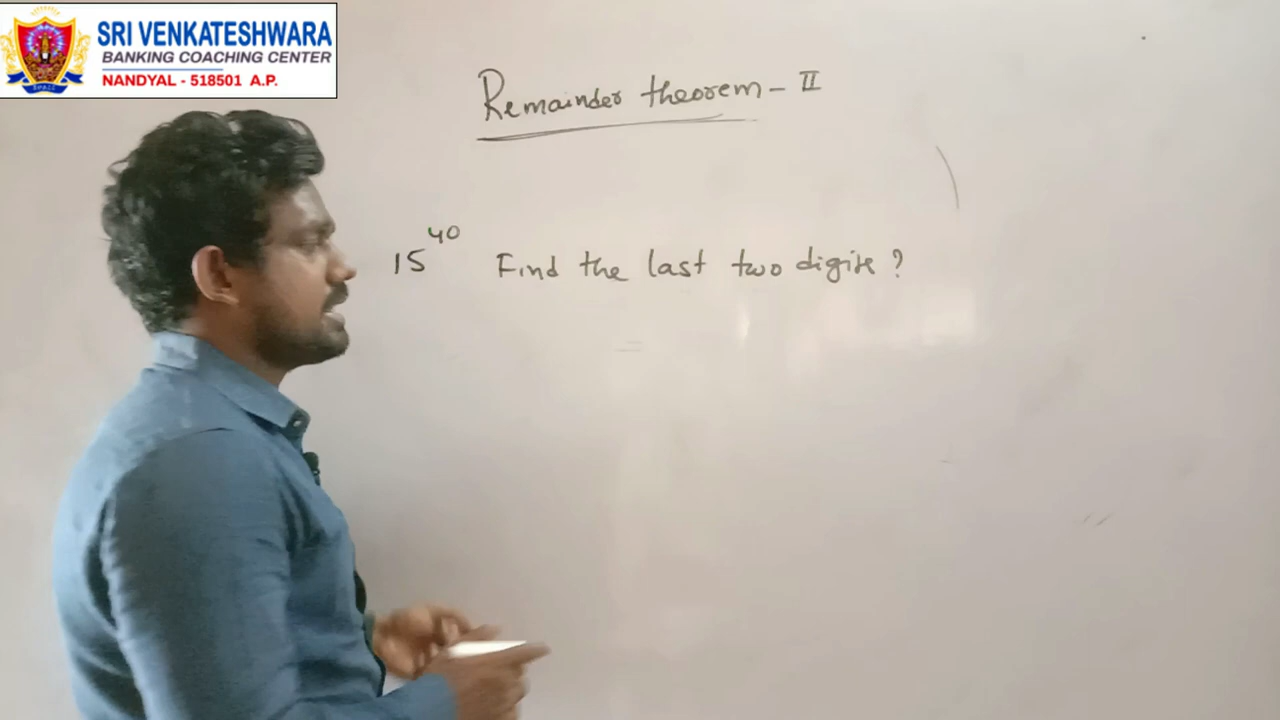 SRI VENKATESHWARA
BANKING COACHING CENTER
NANDYAL - 518501 A.P.
Remainder theorem - II
15^40 Find the last two digits ?